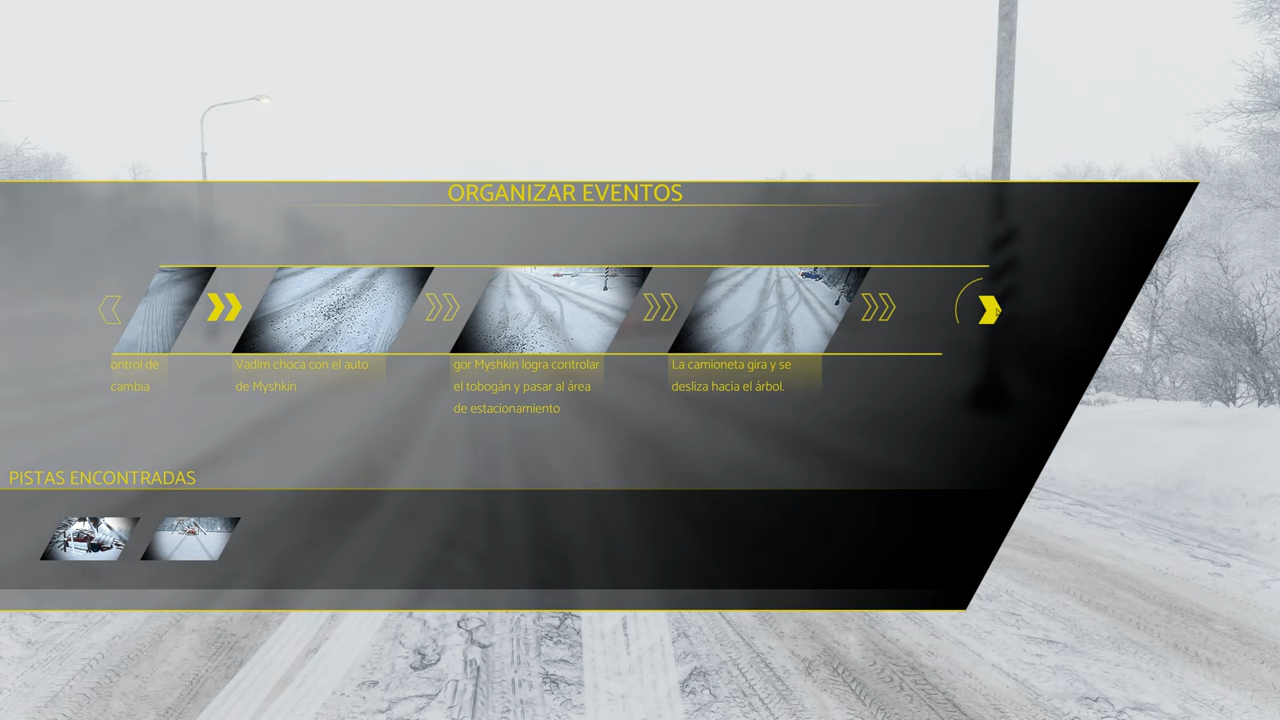 ORGANIZAR EVENTOS
ontrol de
cambia
Vadim choca con el auto
de Myshkin
gor Myshkin logra controlar
el tobogán y pasar al área
de estacionamiento
La camioneta gira y se
desliza hacia el árbol.
PISTAS ENCONTRADAS